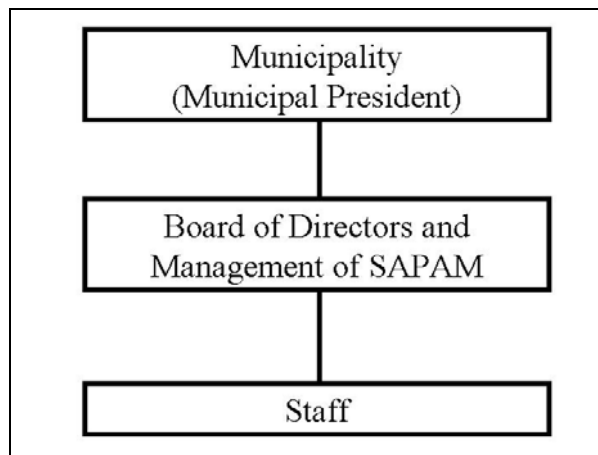 Municipality
(Municipal President)
Board of Directors and
Management of SAPAM
Staff